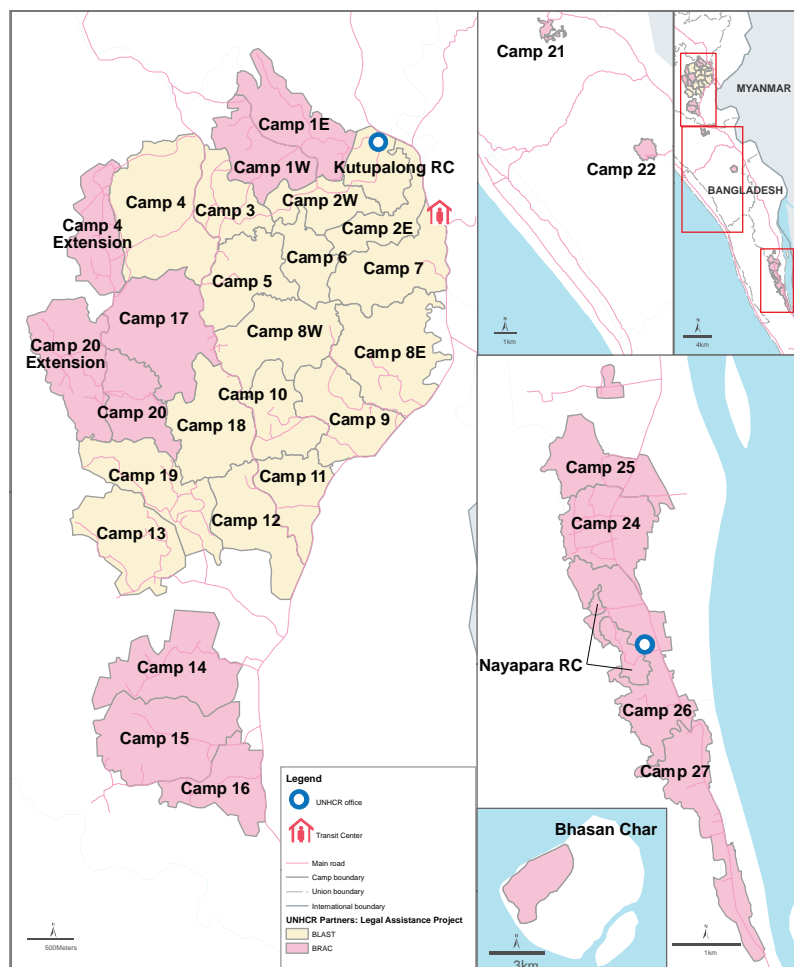 Camp 1E
Camp 1W
Kutupalong RC
Camp 4
Camp 3
Camp 2W
Camp 4
Extension
Camp 2E
Camp 6
Camp 7
Camp 5
Camp 17
Camp 8W
Camp 20
Extension
Camp 8E
Camp 10
Camp 20
Camp 18
Camp 9
Camp 19
Camp 11
Camp 12
Camp 13
Camp 14
Camp 15
Camp 16
N
500Meters
Legend
UNHCR office
Transit Center
Main road
Camp boundary
Union boundary
International boundary
UNHCR Partners: Legal Assistance Project
BLAST
BRAC
Camp 21
Camp 22
N
1km
MYANMAR
BANGLADESH
N
4km
Camp 25
Camp 24
Nayapara RC
Camp 26
Camp 27
N
1km
Bhasan Char
N
3km